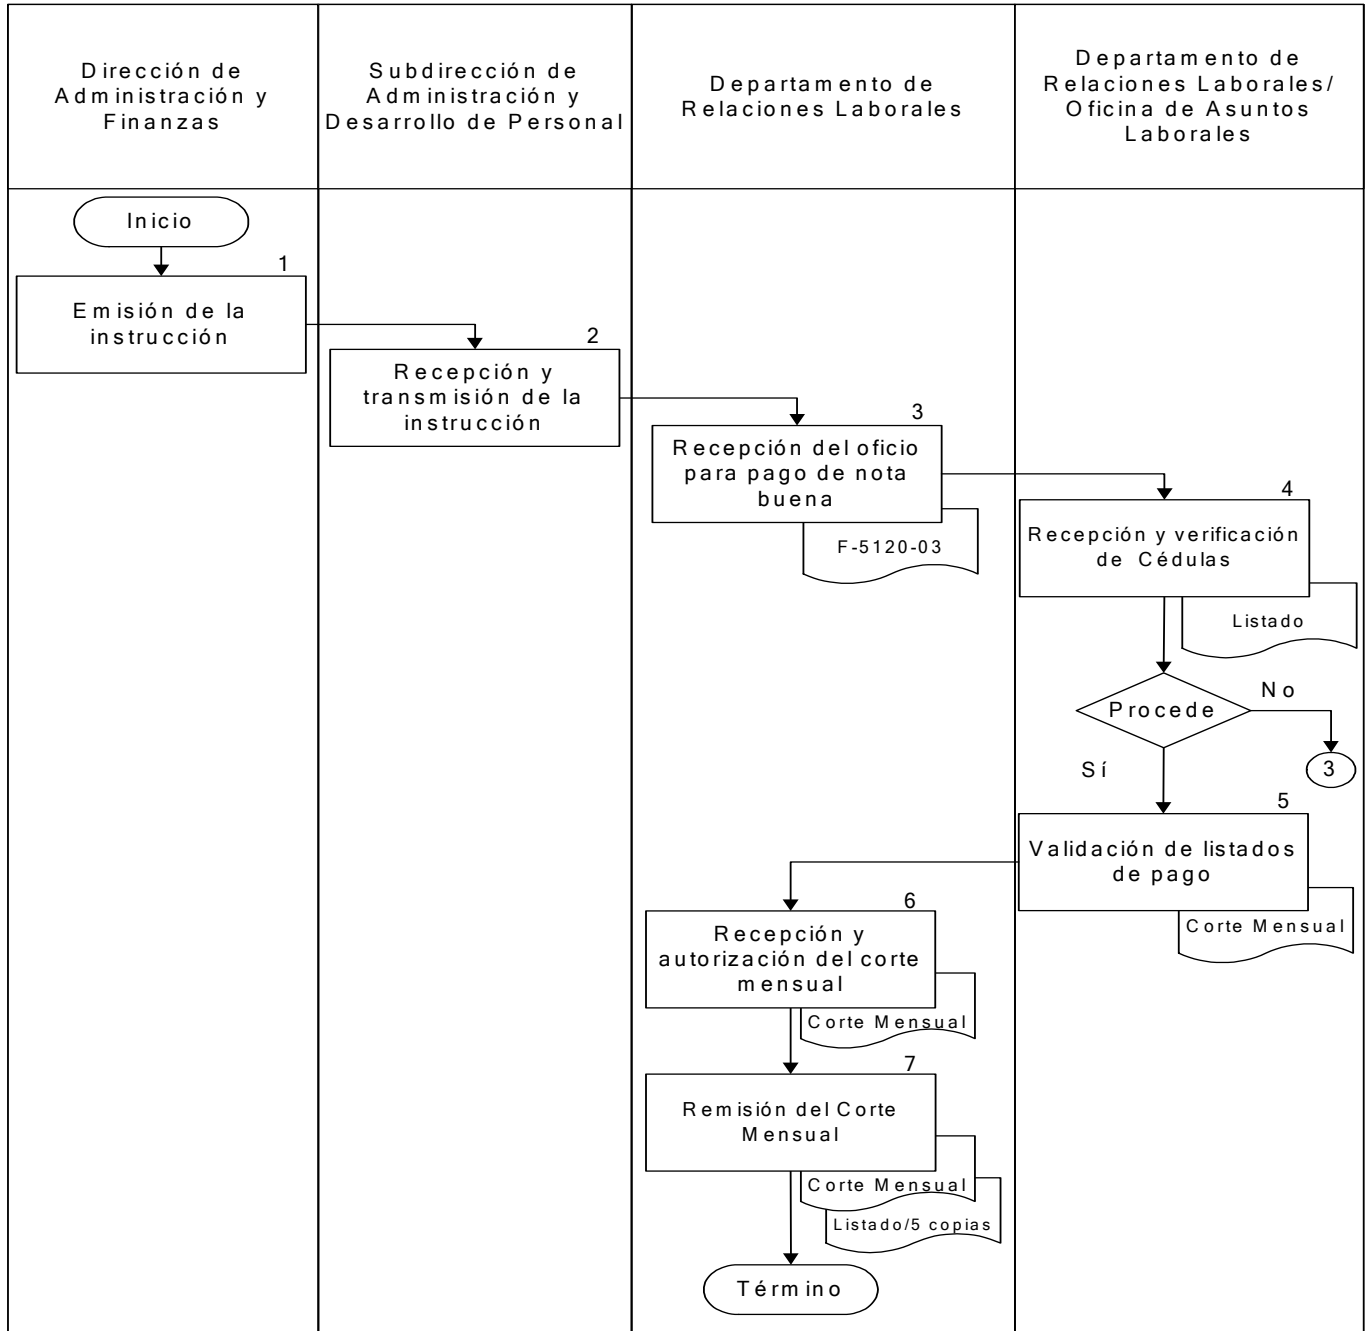 Dirección de
Administración y
Finanzas
Subdirección de
Administración y
Desarrollo de Personal
Departamento de
Relaciones Laborales
Departamento de
Relaciones Laborales/
Oficina de Asuntos
Laborales
Inicio
1
Emisión de la
instrucción
2
Recepción y
transmisión de la
instrucción
3
Recepción del oficio
para pago de nota
buena
F-5120-03
4
Recepción y verificación
de Cédulas
Listado
Procede
No
3
Sí
5
Validación de listados
de pago
Corte Mensual
6
Recepción y
autorización del corte
mensual
Corte Mensual
7
Remisión del Corte
Mensual
Corte Mensual
Listado/5 copias
Término